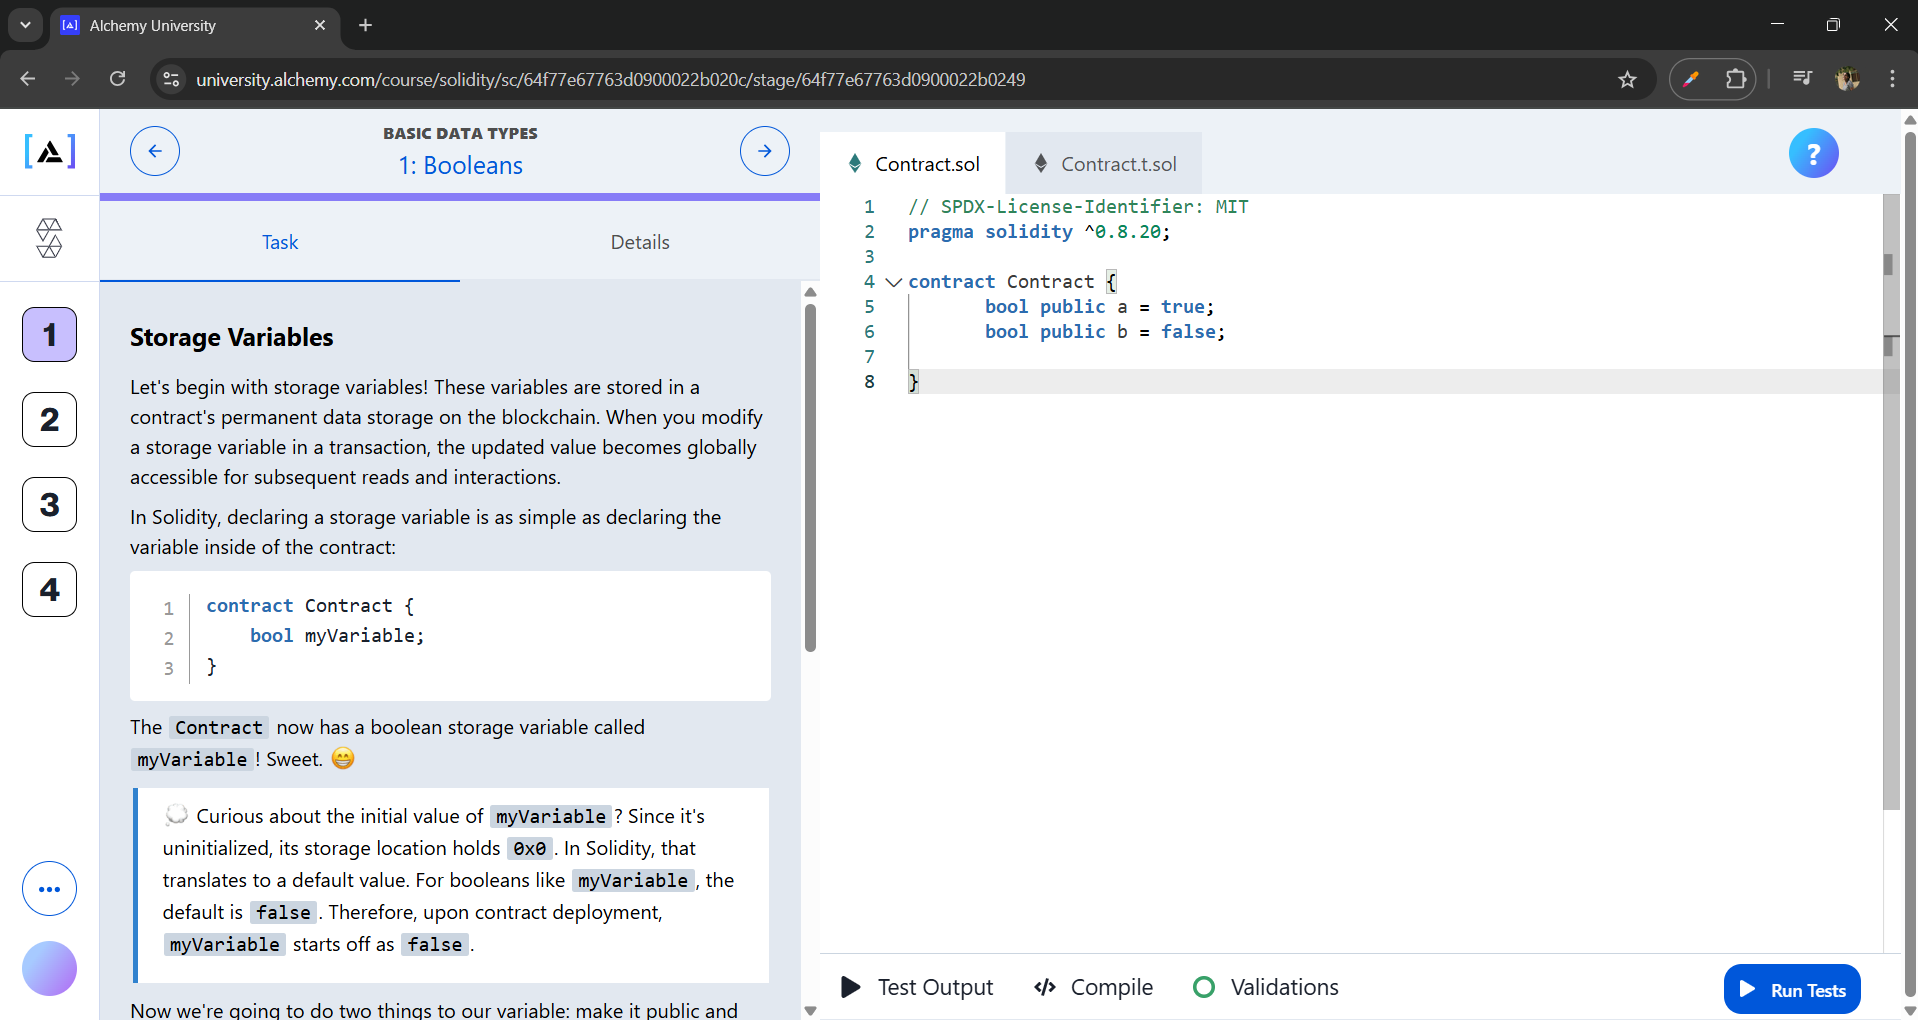 Alchemy University
university.alchemy.com/course/solidity/sc/64f77e67763d0900022b020c/stage/64f77e67763d0900022b0249
BASIC DATA TYPES
1: Booleans
Task
Details
1
2
3
4
Storage Variables
Let's begin with storage variables! These variables are stored in a
contract's permanent data storage on the blockchain. When you modify
a storage variable in a transaction, the updated value becomes globally
accessible for subsequent reads and interactions.
In Solidity, declaring a storage variable is as simple as declaring the
variable inside of the contract:
1 contract Contract {
2 bool myVariable;
3 }
The Contract now has a boolean storage variable called
myVariable! Sweet. 😄
💭 Curious about the initial value of myVariable? Since it's
uninitialized, its storage location holds 0x0. In Solidity, that
translates to a default value. For booleans like myVariable, the
default is false. Therefore, upon contract deployment,
myVariable starts off as false.
Now we're going to do two things to our variable: make it public and
Contract.sol
Contract.t.sol
?
1 // SPDX-License-Identifier: MIT
2 pragma solidity ^0.8.20;
3
4 contract Contract {
5 bool public a = true;
6 bool public b = false;
7
8 }
Test Output
</> Compile
Validations
Run Tests